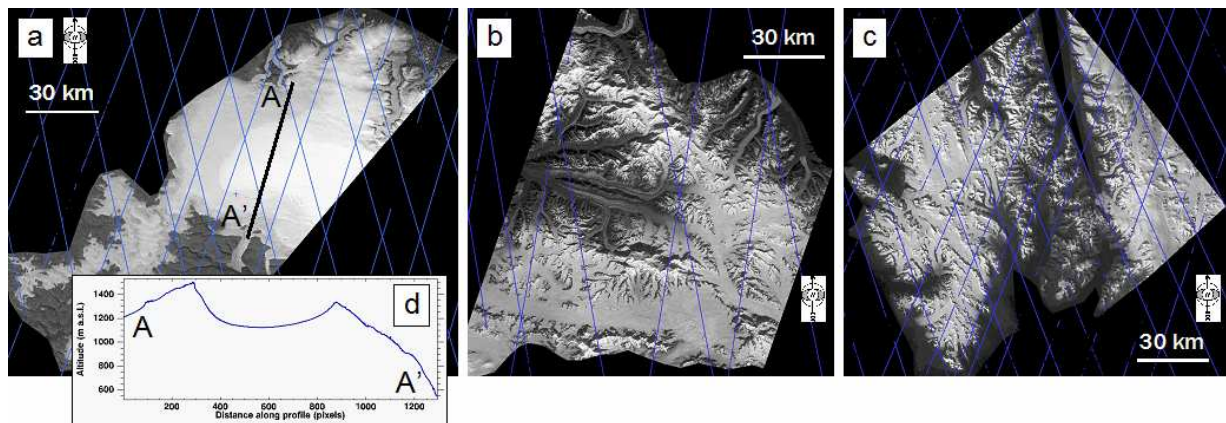 a
30 km
A
A'
b
30 km
c
30 km
d
Altitude (m a.s.l.)
1400
1200
1000
800
600
A
A'
200 400 600 800 1000 1200
Distance along profile (pixels)